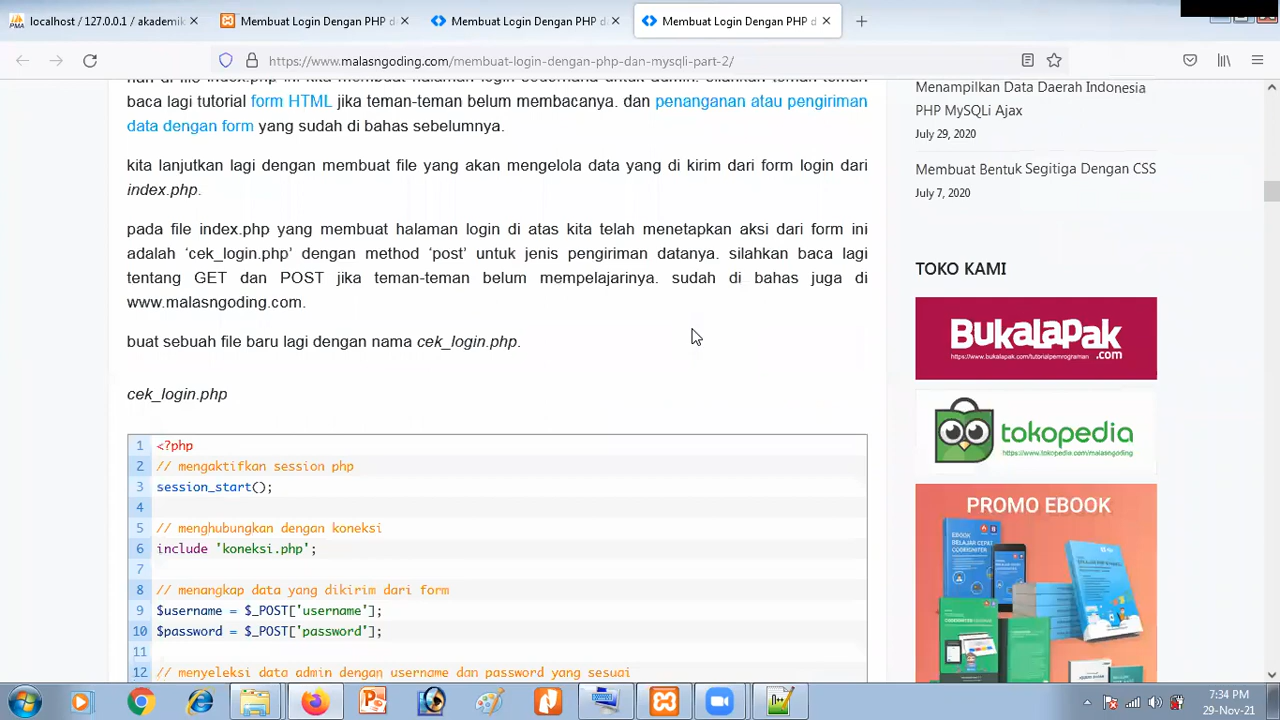 localhost / 127.0.0.1 / akademik
Membuat Login Dengan PHP d
Membuat Login Dengan PHP d
Membuat Login Dengan PHP d
https://www.malasngoding.com/membuat-login-dengan-php-dan-mysqli-part-2/
baca lagi tutorial form HTML jika teman-teman belum membacanya. dan penanganan atau pengiriman
data dengan form yang sudah di bahas sebelumnya.
kita lanjutkan lagi dengan membuat file yang akan mengelola data yang di kirim dari form login dari
index.php.
pada file index.php yang membuat halaman login di atas kita telah menetapkan aksi dari form ini
adalah ‘cek_login.php’ dengan method ‘post’ untuk jenis pengiriman datanya. silahkan baca lagi
tentang GET dan POST jika teman-teman belum mempelajarinya. sudah di bahas juga di
www.malasngoding.com.
buat sebuah file baru lagi dengan nama cek_login.php.
cek_login.php
1 <?php
2 // mengaktifkan session php
3 session_start();
4
5 // menghubungkan dengan koneksi
6 include 'koneksi.php';
7
8 // menangkap data yang dikirim dari form
9 $username = $_POST['username'];
10 $password = $_POST['password'];
11
12 // menyeleksi data admin dengan username dan password yang sesuai
Menampilkan Data Daerah Indonesia
PHP MySQLi Ajax
July 29, 2020
Membuat Bentuk Segitiga Dengan CSS
July 7, 2020
TOKO KAMI
BUKALAPAK
.com
https://www.bukalapak.com/tutorialpemrograman
tokopedia
https://www.tokopedia.com/malasngoding
PROMO EBOOK
7:34 PM
29-Nov-21